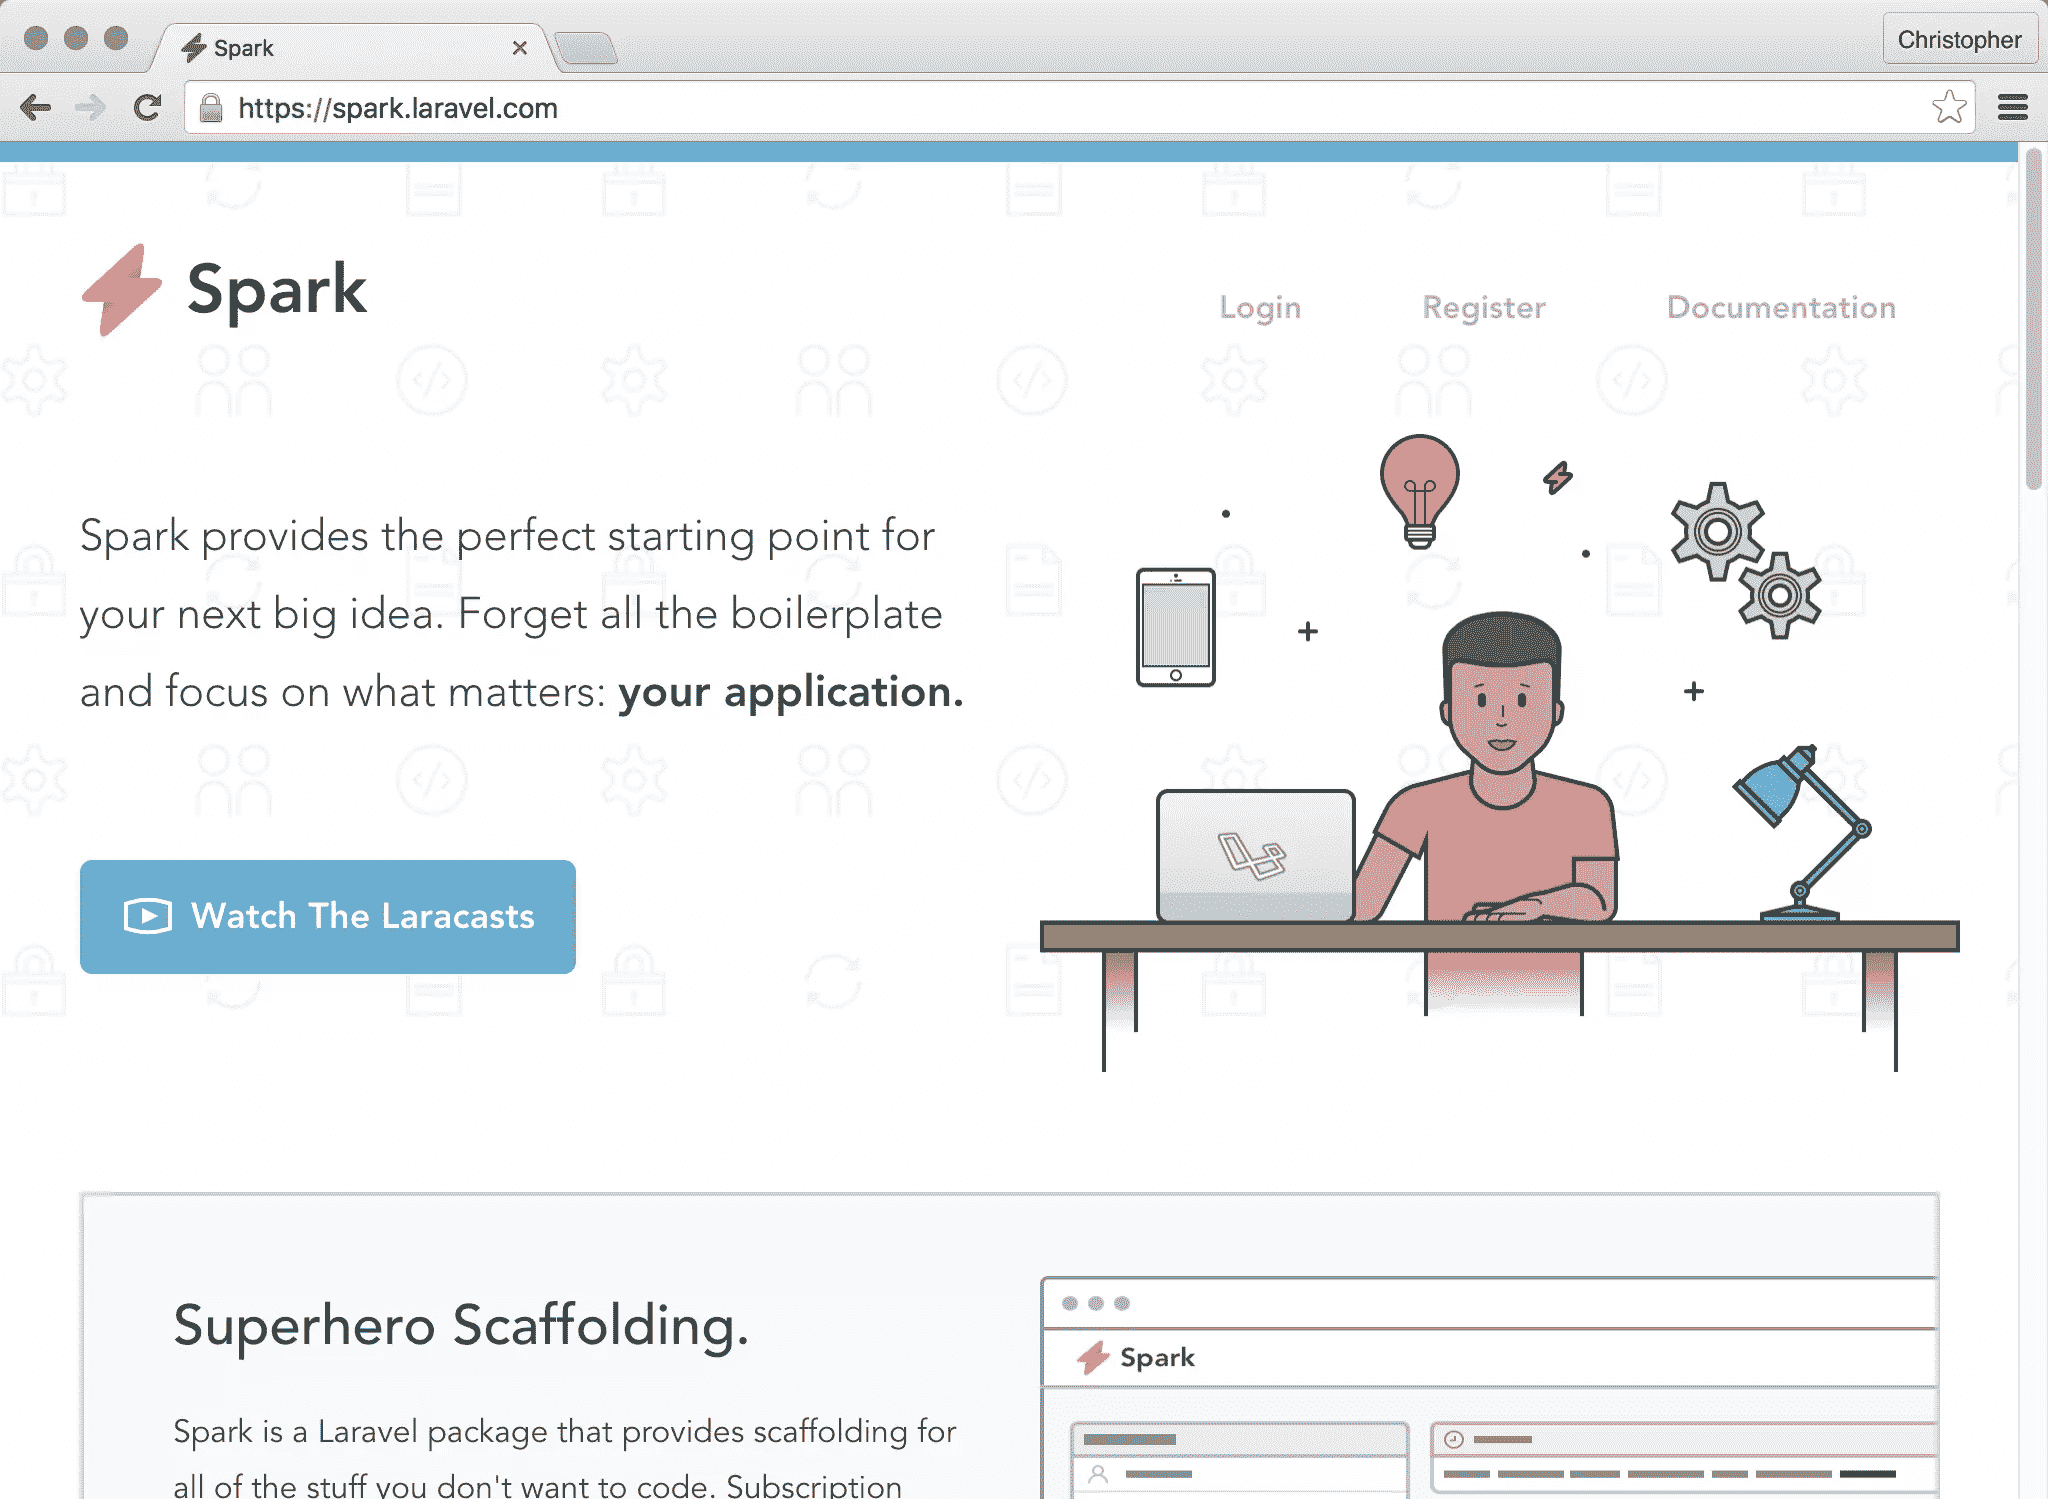 Spark
Christopher
https://spark.laravel.com
Spark
Login
Register
Documentation
Spark provides the perfect starting point for
your next big idea. Forget all the boilerplate
and focus on what matters: your application.
Watch The Laracasts
Superhero Scaffolding.
Spark is a Laravel package that provides scaffolding for
all of the stuff you don't want to code. Subscription
Spark